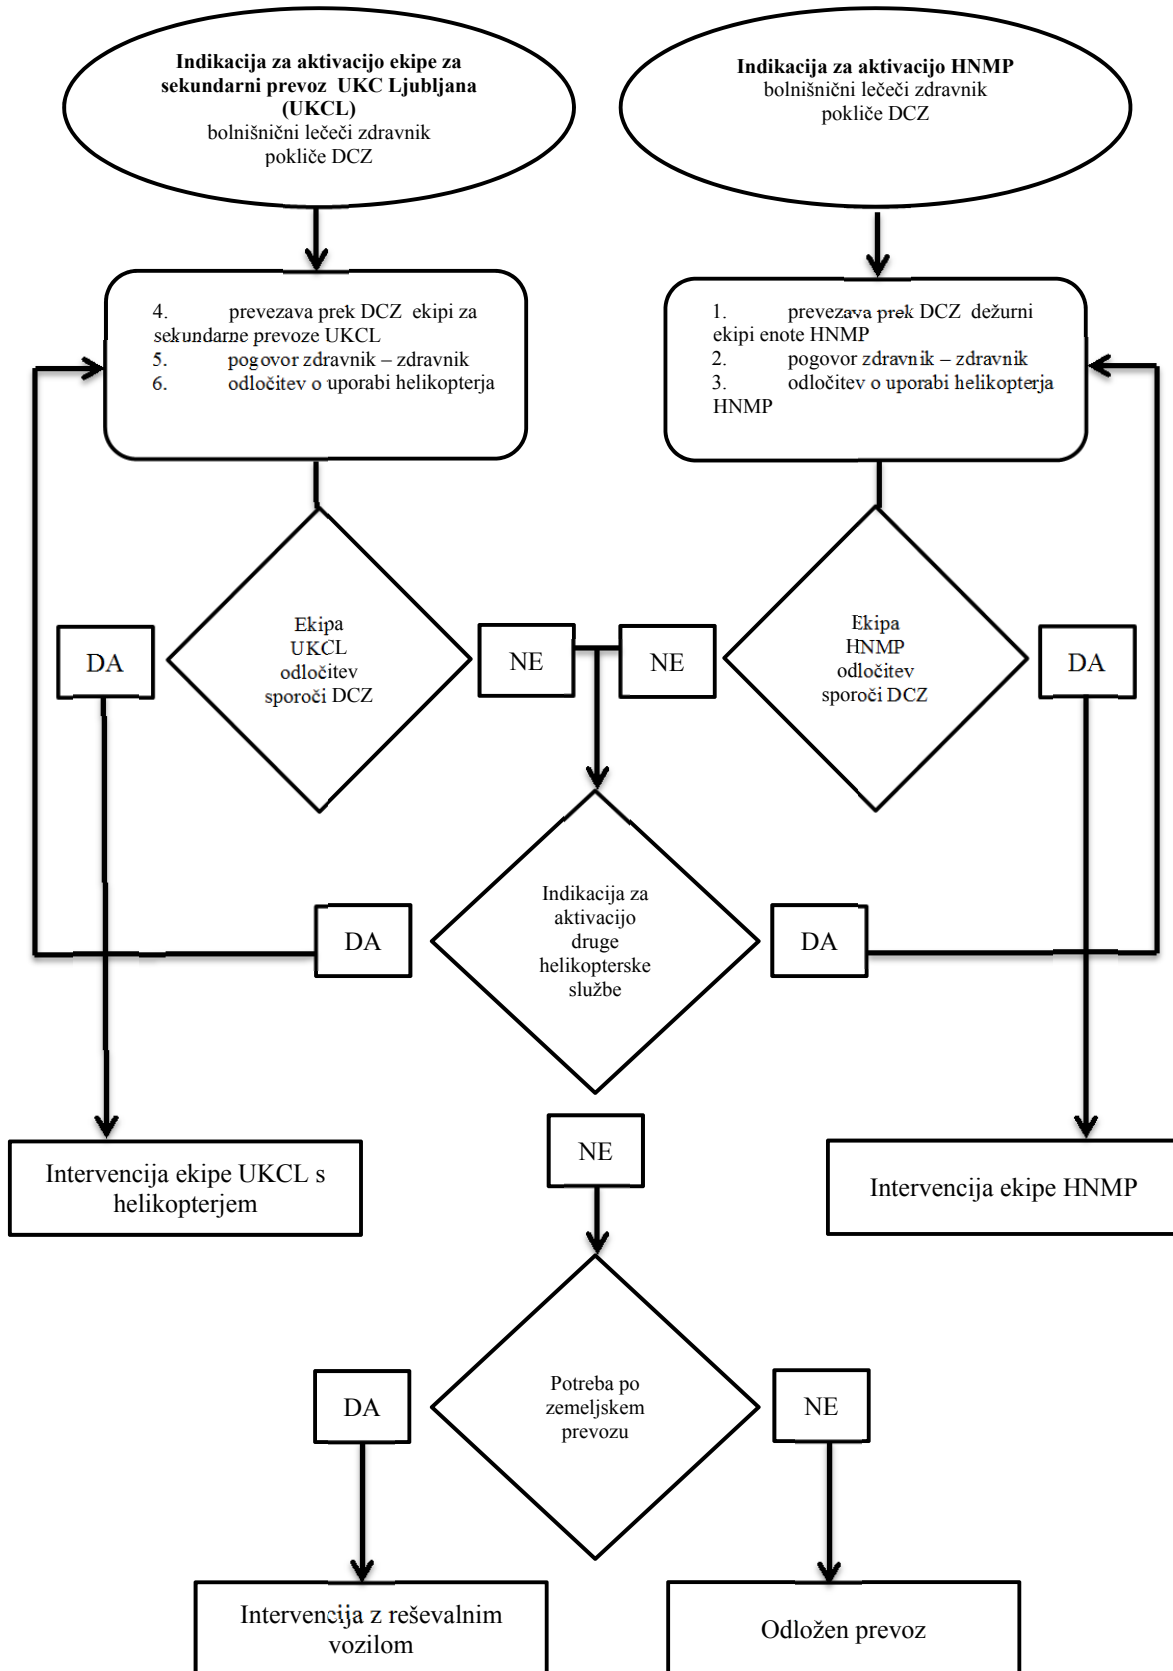 Indikacija za aktivacijo ekipe za
sekundarni prevoz UKC Ljubljana
(UKCL)
bolnišnični lečeči zdravnik
pokliče DCZ
Indikacija za aktivacijo HNMP
bolnišnični lečeči zdravnik
pokliče DCZ
4. prevezava prek DCZ ekipi za
sekundarne prevoze UKCL
5. pogovor zdravnik – zdravnik
6. odločitev o uporabi helikopterja
1. prevezava prek DCZ dežurni
ekipi enote HNMP
2. pogovor zdravnik – zdravnik
3. odločitev o uporabi helikopterja
HNMP
DA
Ekipa
UKCL
odločitev
sporoči DCZ
NE
NE
Ekipa
HNMP
odločitev
sporoči DCZ
DA
DA
Indikacija za
aktivacijo
druge
helikopterske
službe
DA
NE
Intervencija ekipe UKCL s
helikopterjem
Intervencija ekipe HNMP
DA
Potreba po
zemeljskem
prevozu
NE
Intervencija z reševalnim
vozilom
Odložen prevoz